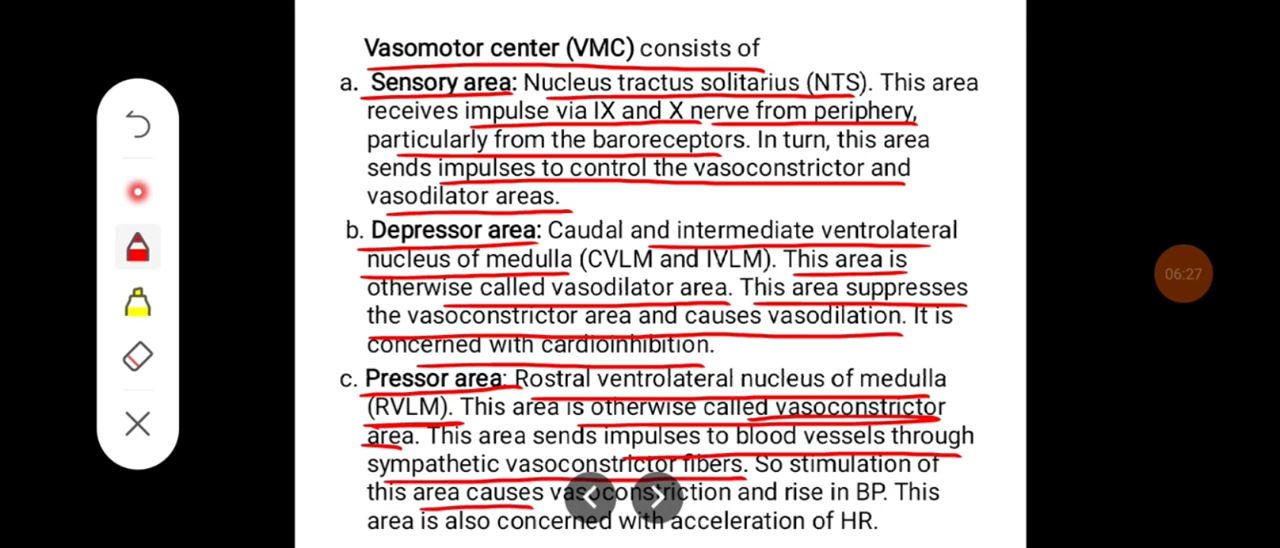 Vasomotor center (VMC) consists of
a. Sensory area: Nucleus tractus solitarius (NTS). This area
receives impulse via IX and X nerve from periphery,
particularly from the baroreceptors. In turn, this area
sends impulses to control the vasoconstrictor and
vasodilator areas.
b. Depressor area: Caudal and intermediate ventrolateral
nucleus of medulla (CVLM and IVLM). This area is
otherwise called vasodilator area. This area suppresses
the vasoconstrictor area and causes vasodilation. It is
concerned with cardioinhibition.
c. Pressor area: Rostral ventrolateral nucleus of medulla
(RVLM). This area is otherwise called vasoconstrictor
area. This area sends impulses to blood vessels through
sympathetic vasoconstrictor fibers. So stimulation of
this area causes vasoconstriction and rise in BP. This
area is also concerned with acceleration of HR.
06:27